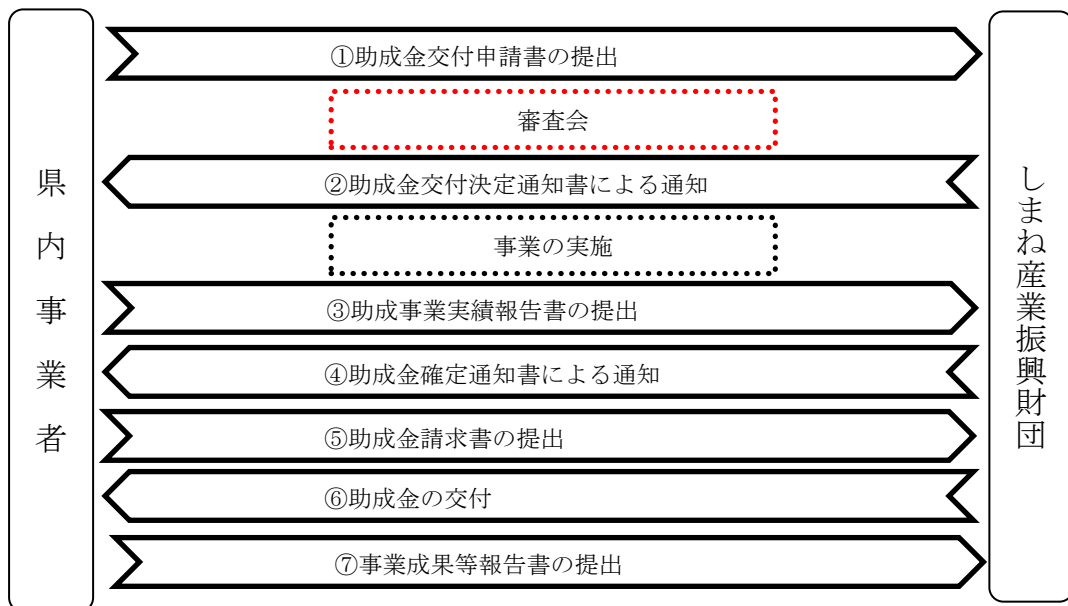 県内事業者
①助成金交付申請書の提出
審査会
②助成金交付決定通知書による通知
事業の実施
③助成事業実績報告書の提出
④助成金確定通知書による通知
⑤助成金請求書の提出
⑥助成金の交付
⑦事業成果等報告書の提出
しまね産業振興財団